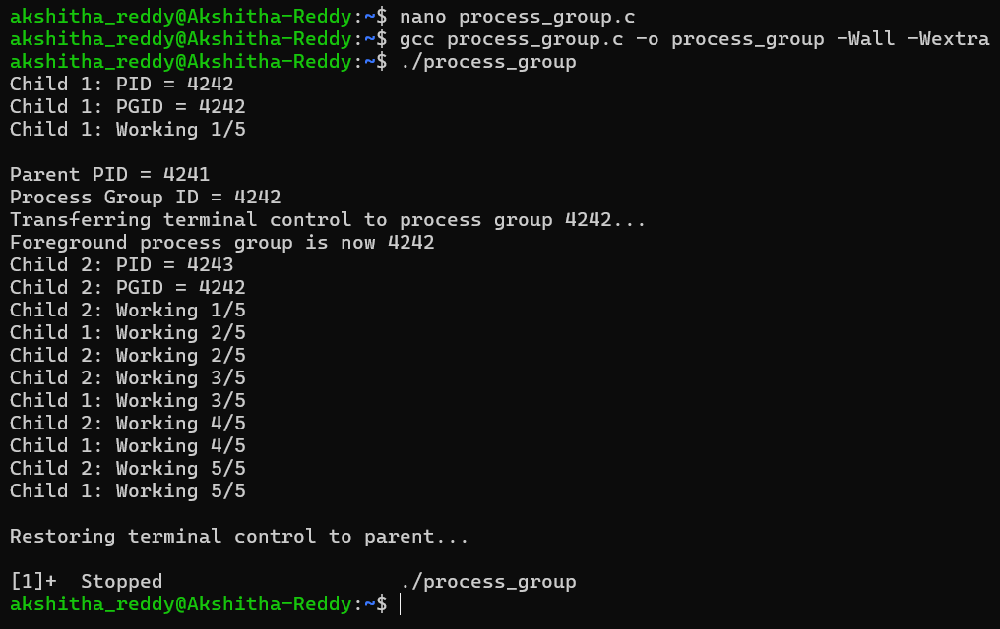 akshitha_reddy@Akshitha-Reddy:~$ nano process_group.c
akshitha_reddy@Akshitha-Reddy:~$ gcc process_group.c -o process_group -Wall -Wextra
akshitha_reddy@Akshitha-Reddy:~$ ./process_group
Child 1: PID = 4242
Child 1: PGID = 4242
Child 1: Working 1/5

Parent PID = 4241
Process Group ID = 4242
Transferring terminal control to process group 4242...
Foreground process group is now 4242
Child 2: PID = 4243
Child 2: PGID = 4242
Child 2: Working 1/5
Child 1: Working 2/5
Child 2: Working 2/5
Child 2: Working 3/5
Child 1: Working 3/5
Child 2: Working 4/5
Child 1: Working 4/5
Child 2: Working 5/5
Child 1: Working 5/5

Restoring terminal control to parent...

[1]+  Stopped                    ./process_group
akshitha_reddy@Akshitha-Reddy:~$